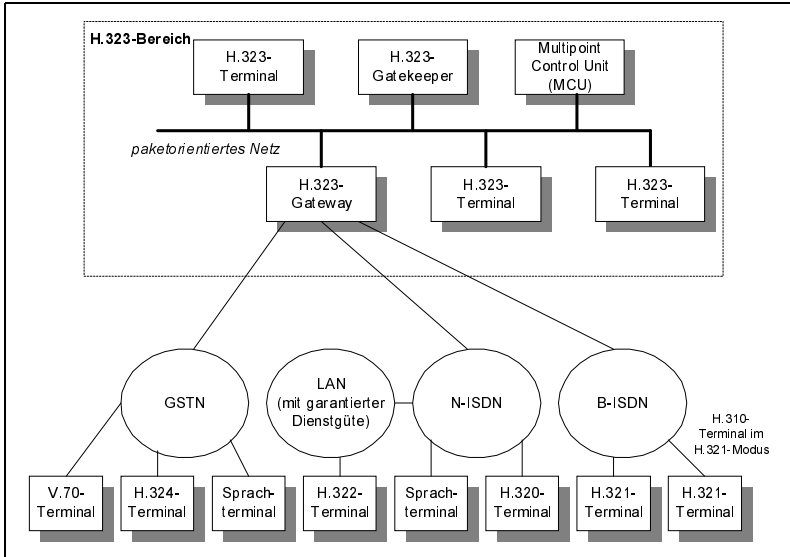 H.323-Bereich
H.323-
Terminal
H.323-
Gatekeeper
Multipoint
Control Unit
(MCU)
paketorientiertes Netz
H.323-
Gateway
H.323-
Terminal
H.323-
Terminal
GSTN
LAN
(mit garantierter
Dienstgüte)
N-ISDN
B-ISDN
H.310-
Terminal im
H.321-Modus
V.70-
Terminal
H.324-
Terminal
Sprach-
terminal
H.322-
Terminal
Sprach-
terminal
H.320-
Terminal
H.321-
Terminal
H.321-
Terminal